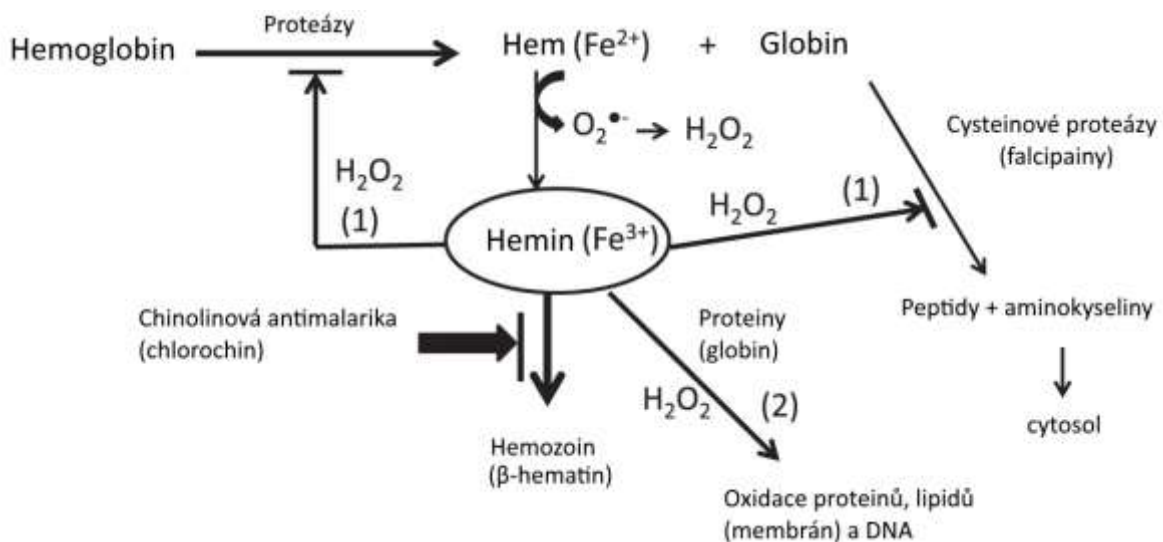 Proteázy
Hemoglobin
Hem (Fe²⁺) + Globin
O₂•- → H₂O₂
Cysteinové proteázy
(falcipainy)
H₂O₂
(1)
H₂O₂
(1)
Hemin (Fe³⁺)
Chinolinová antimalarika
(chlorochin)
Proteiny
(globin)
Peptidy + aminokyseliny
H₂O₂
(2)
cytosol
Hemozoin
(β-hematin)
Oxidace proteinů, lipidů
(membrán) a DNA